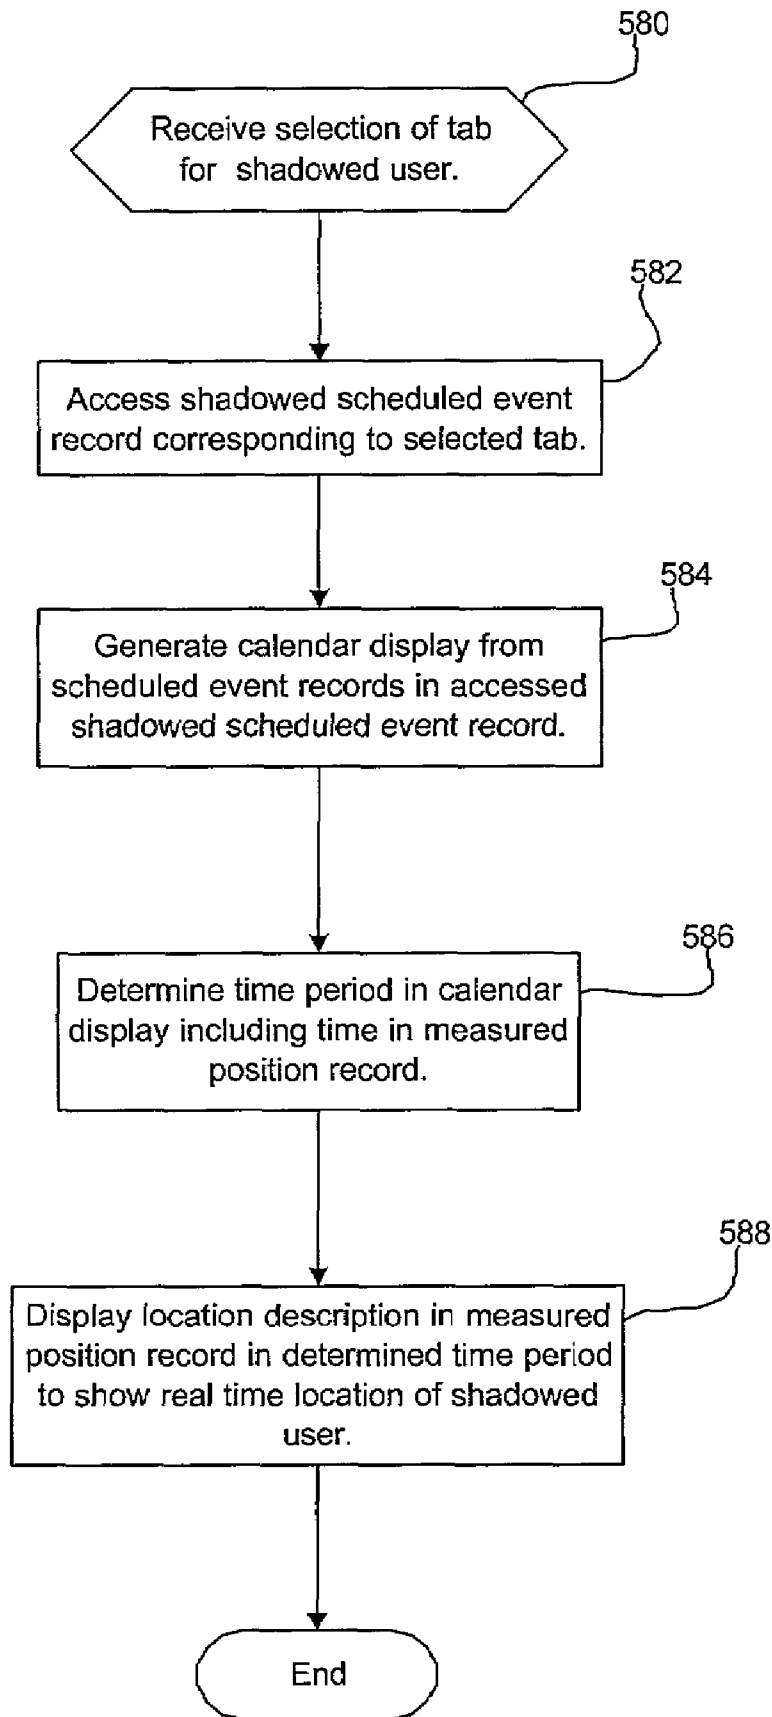 580
Receive selection of tab
for shadowed user.
582
Access shadowed scheduled event
record corresponding to selected tab.
584
Generate calendar display from
scheduled event records in accessed
shadowed scheduled event record.
586
Determine time period in calendar
display including time in measured
position record.
588
Display location description in measured
position record in determined time period
to show real time location of shadowed
user.
End